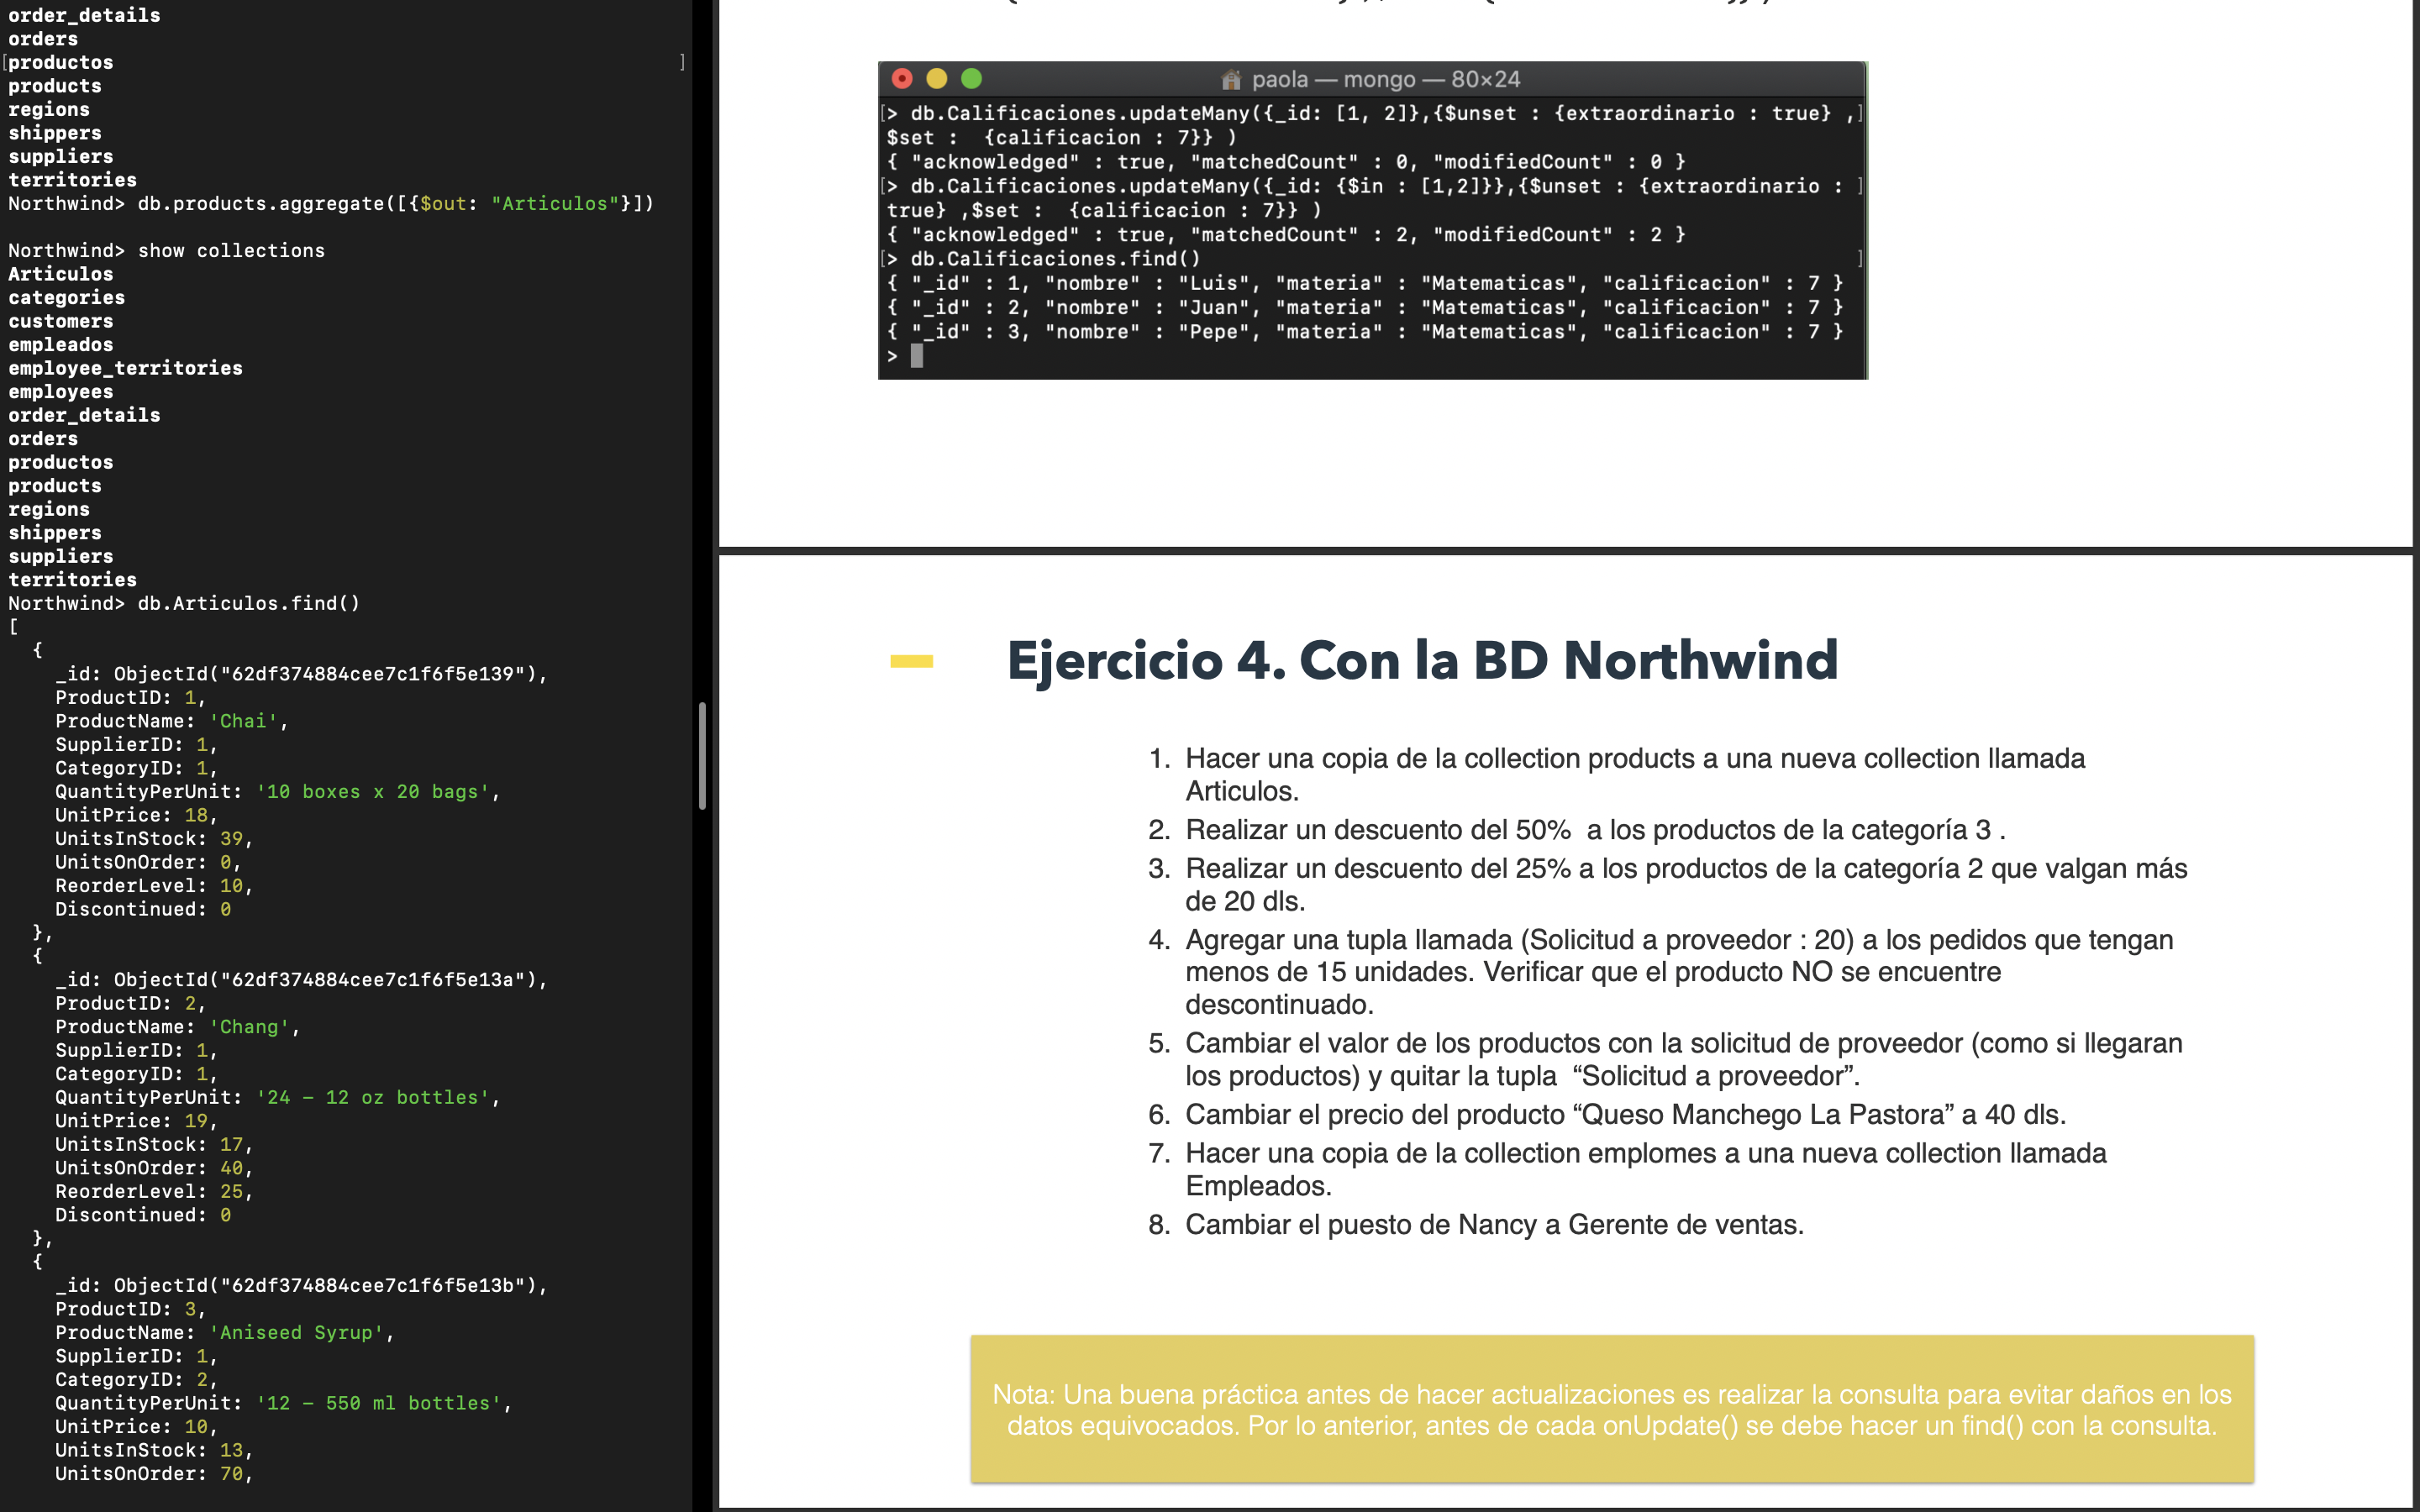 order_details
orders
[productos ]
products
regions
shippers
suppliers
territories
Northwind> db.products.aggregate([{$out: "Articulos"}])
Northwind> show collections
Articulos
categories
customers
empleados
employee_territories
employees
order_details
orders
productos
products
regions
shippers
suppliers
territories
Northwind> db.Articulos.find()
[
{
_id: ObjectId("62df374884cee7c1f6f5e139"),
ProductID: 1,
ProductName: 'Chai',
SupplierID: 1,
CategoryID: 1,
QuantityPerUnit: '10 boxes x 20 bags',
UnitPrice: 18,
UnitsInStock: 39,
UnitsOnOrder: 0,
ReorderLevel: 10,
Discontinued: 0
},
{
_id: ObjectId("62df374884cee7c1f6f5e13a"),
ProductID: 2,
ProductName: 'Chang',
SupplierID: 1,
CategoryID: 1,
QuantityPerUnit: '24 - 12 oz bottles',
UnitPrice: 19,
UnitsInStock: 17,
UnitsOnOrder: 40,
ReorderLevel: 25,
Discontinued: 0
},
{
_id: ObjectId("62df374884cee7c1f6f5e13b"),
ProductID: 3,
ProductName: 'Aniseed Syrup',
SupplierID: 1,
CategoryID: 2,
QuantityPerUnit: '12 - 550 ml bottles',
UnitPrice: 10,
UnitsInStock: 13,
UnitsOnOrder: 70,
paola — mongo — 80×24
[> db.Calificaciones.updateMany({_id: [1, 2]},{$unset : {extraordinario : true} ,]
$set :  {calificacion : 7}} )
{ "acknowledged" : true, "matchedCount" : 0, "modifiedCount" : 0 }
[> db.Calificaciones.updateMany({_id: {$in : [1,2]}},{$unset : {extraordinario : ]
true} ,$set :  {calificacion : 7}} )
{ "acknowledged" : true, "matchedCount" : 2, "modifiedCount" : 2 }
[> db.Calificaciones.find() ]
{ "_id" : 1, "nombre" : "Luis", "materia" : "Matematicas", "calificacion" : 7 }
{ "_id" : 2, "nombre" : "Juan", "materia" : "Matematicas", "calificacion" : 7 }
{ "_id" : 3, "nombre" : "Pepe", "materia" : "Matematicas", "calificacion" : 7 }
>
Ejercicio 4. Con la BD Northwind
1. Hacer una copia de la collection products a una nueva collection llamada
Articulos.
2. Realizar un descuento del 50%  a los productos de la categoría 3 .
3. Realizar un descuento del 25% a los productos de la categoría 2 que valgan más
de 20 dls.
4. Agregar una tupla llamada (Solicitud a proveedor : 20) a los pedidos que tengan
menos de 15 unidades. Verificar que el producto NO se encuentre
descontinuado.
5. Cambiar el valor de los productos con la solicitud de proveedor (como si llegaran
los productos) y quitar la tupla  “Solicitud a proveedor”.
6. Cambiar el precio del producto “Queso Manchego La Pastora” a 40 dls.
7. Hacer una copia de la collection emplomes a una nueva collection llamada
Empleados.
8. Cambiar el puesto de Nancy a Gerente de ventas.
Nota: Una buena práctica antes de hacer actualizaciones es realizar la consulta para evitar daños en los
datos equivocados. Por lo anterior, antes de cada onUpdate() se debe hacer un find() con la consulta.